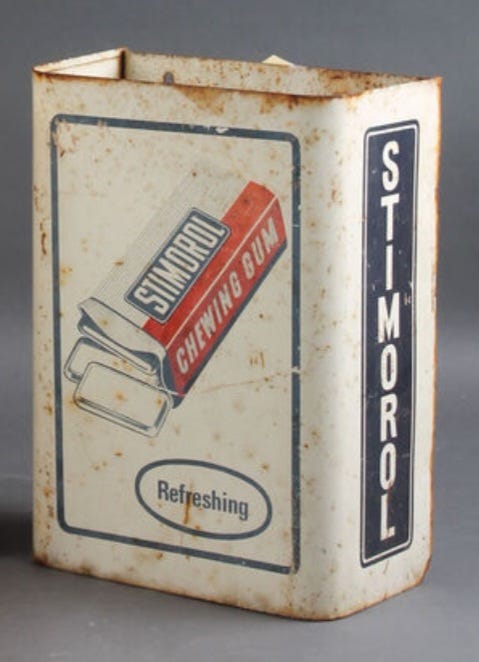 STIMOROL
CHEWING GUM
Refreshing
STIMOROL